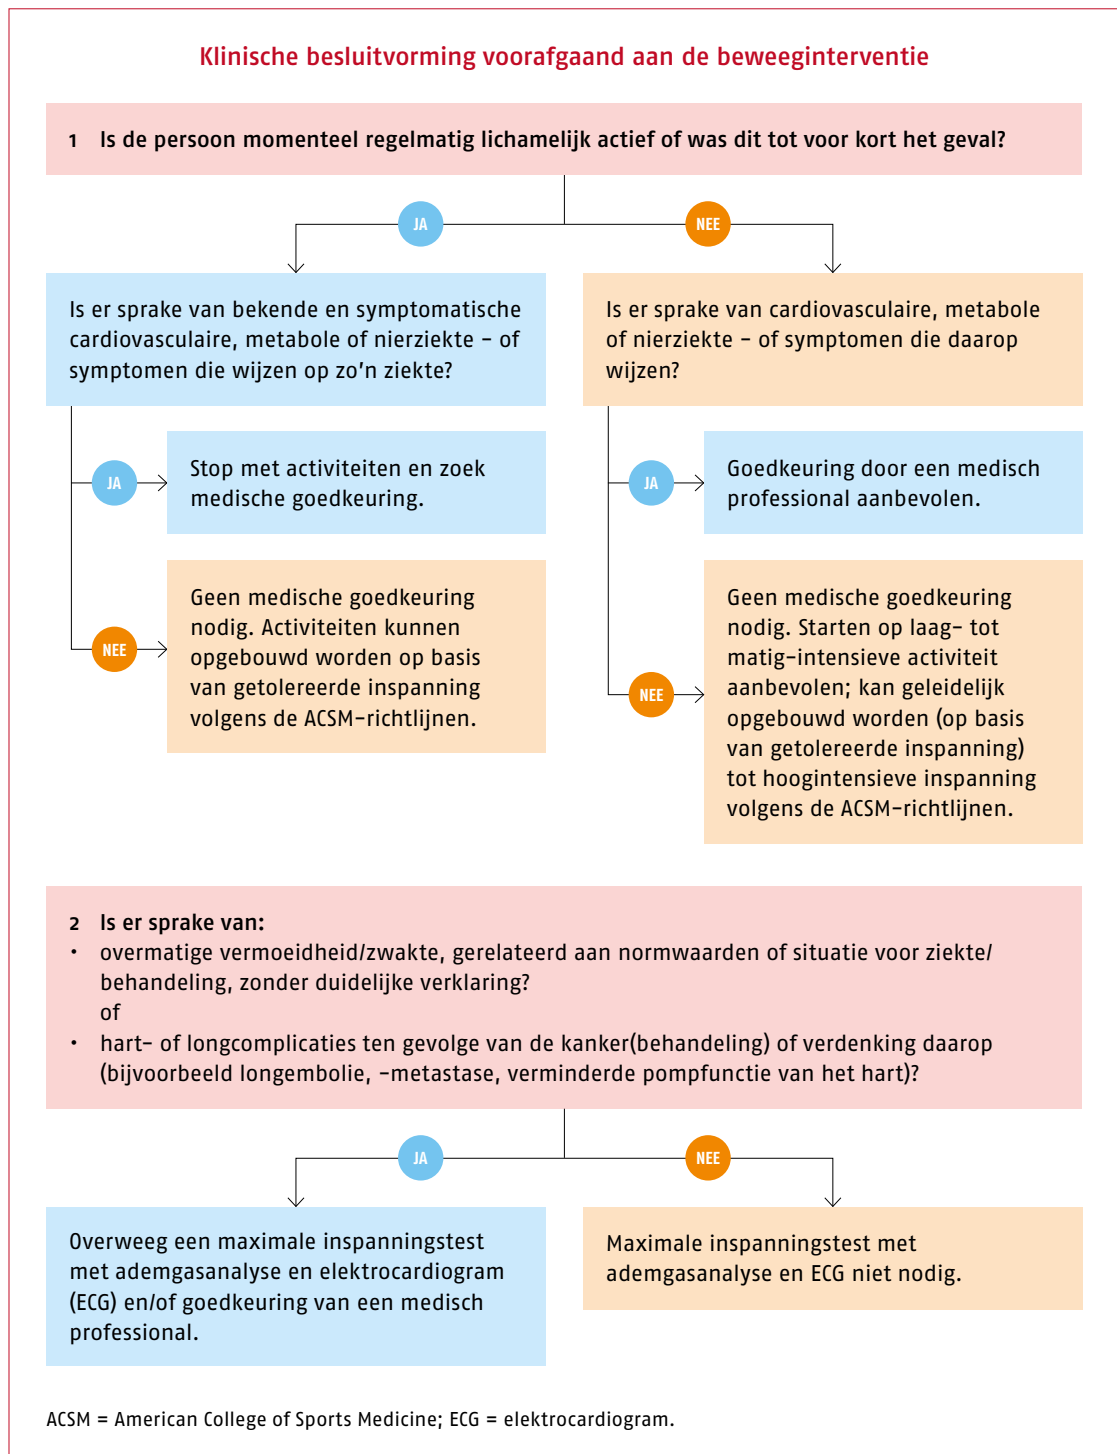 Klinische besluitvorming voorafgaand aan de beweeginterventie
1 Is de persoon momenteel regelmatig lichamelijk actief of was dit tot voor kort het geval?
JA
NEE
Is er sprake van bekende en symptomatische
cardiovasculaire, metabole of nierziekte – of
symptomen die wijzen op zo’n ziekte?
JA
Stop met activiteiten en zoek
medische goedkeuring.
NEE
Geen medische goedkeuring
nodig. Activiteiten kunnen
opgebouwd worden op basis
van getolereerde inspanning
volgens de ACSM-richtlijnen.
Is er sprake van cardiovasculaire, metabole
of nierziekte – of symptomen die daarop
wijzen?
JA
Goedkeuring door een medisch
professional aanbevolen.
NEE
Geen medische goedkeuring
nodig. Starten op laag- tot
matig-intensieve activiteit
aanbevolen; kan geleidelijk
opgebouwd worden (op basis
van getolereerde inspanning)
tot hoogintensieve inspanning
volgens de ACSM-richtlijnen.
2 Is er sprake van:
• overmatige vermoeidheid/zwakte, gerelateerd aan normwaarden of situatie voor ziekte/
behandeling, zonder duidelijke verklaring?
of
• hart- of longcomplicaties ten gevolge van de kanker(behandeling) of verdenking daarop
(bijvoorbeeld longembolie, -metastase, verminderde pompfunctie van het hart)?
JA
NEE
Overweeg een maximale inspanningstest
met ademgasanalyse en elektrocardiogram
(ECG) en/of goedkeuring van een medisch
professional.
Maximale inspanningstest met
ademgasanalyse en ECG niet nodig.
ACSM = American College of Sports Medicine; ECG = elektrocardiogram.